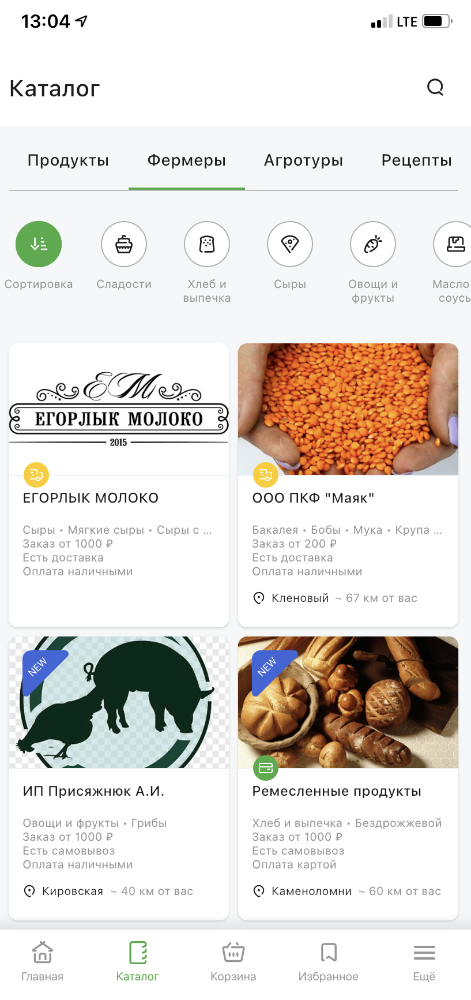 13:04
LTE
Каталог
Продукты Фермеры Агротуры Рецепты
Сортировка
Сладости
Хлеб и
выпечка
Сыры
Овощи и
фрукты
Масло
ЕМ
ЕГОРЛЫК МОЛОКО
2015
ЕГОРЛЫК МОЛОКО
Сыры • Мягкие сыры • Сыры с ...
Заказ от 1000 ₽
Есть доставка
Оплата наличными
ООО ПКФ "Маяк"
Бакалея • Бобы • Мука • Крупа ...
Заказ от 200 ₽
Есть доставка
Оплата наличными
Кленовый ~ 67 км от вас
NEW
ИП Присяжнюк А.И.
Овощи и фрукты • Грибы
Заказ от 1000 ₽
Есть самовывоз
Оплата наличными
Кировская ~ 40 км от вас
NEW
Ремесленные продукты
Хлеб и выпечка • Бездрожжевой
Заказ от 1000 ₽
Есть самовывоз
Оплата картой
Каменоломни ~ 60 км от вас
Главная Каталог Корзина Избранное Ещё